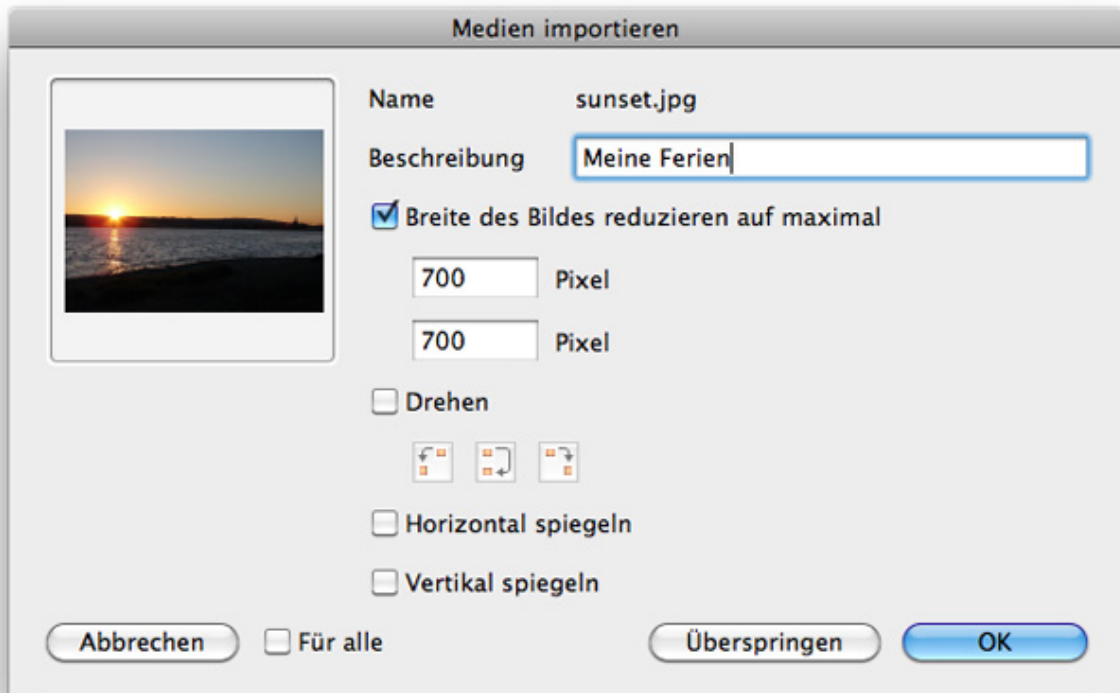 Medien importieren
Name sunset.jpg
Beschreibung Meine Ferien
Breite des Bildes reduzieren auf maximal
700 Pixel
700 Pixel
Drehen
Horizontal spiegeln
Vertikal spiegeln
Abbrechen Für alle Überspringen OK